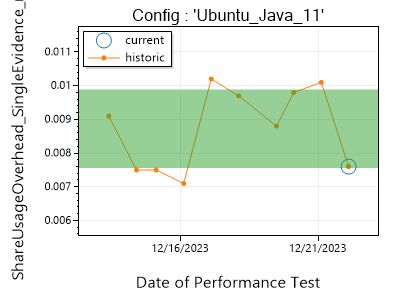 Config : 'Ubuntu_Java_11'
current
historic
0.011
0.01
0.009
0.008
0.007
0.006
12/16/2023
12/21/2023
Date of Performance Test
ShareUsageOverhead_SingleEvidence_